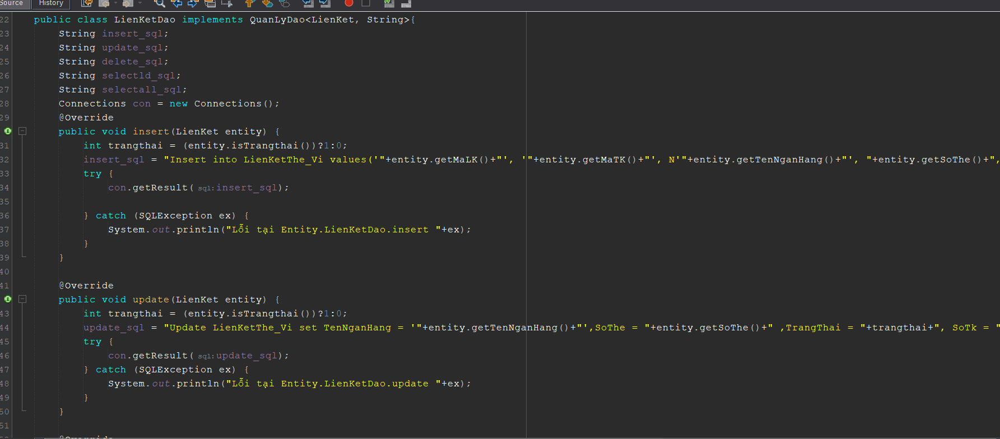 Source History
22 public class LienKetDao implements QuanLyDao<LienKet, String>{
23 String insert_sql;
24 String update_sql;
25 String delete_sql;
26 String selectld_sql;
27 String selectall_sql;
28 Connections con = new Connections();
29 @Override
public void insert(LienKet entity) {
31 int trangthai = (entity.isTrangthai())?1:0;
32 insert_sql = "Insert into LienKetThe_Vi values('"+entity.getMaLK()+"', '"+entity.getMaTK()+"', N'"+entity.getTenNganHang()+"', "+entity.getSoThe()+",
33 try {
34 con.getResult( sql: insert_sql);
35
36 } catch (SQLException ex) {
37 System.out.println("Lỗi tại Entity.LienKetDao.insert "+ex);
38 }
39 }
40
41 @Override
public void update(LienKet entity) {
43 int trangthai = (entity.isTrangthai())?1:0;
44 update_sql = "Update LienKetThe_Vi set TenNganHang = '"+entity.getTenNganHang()+"',SoThe = "+entity.getSoThe()+" ,TrangThai = "+trangthai+", SoTk = "
45 try {
46 con.getResult( sql: update_sql);
47 } catch (SQLException ex) {
48 System.out.println("Lỗi tại Entity.LienKetDao.update "+ex);
49 }
50 }
51
@Override